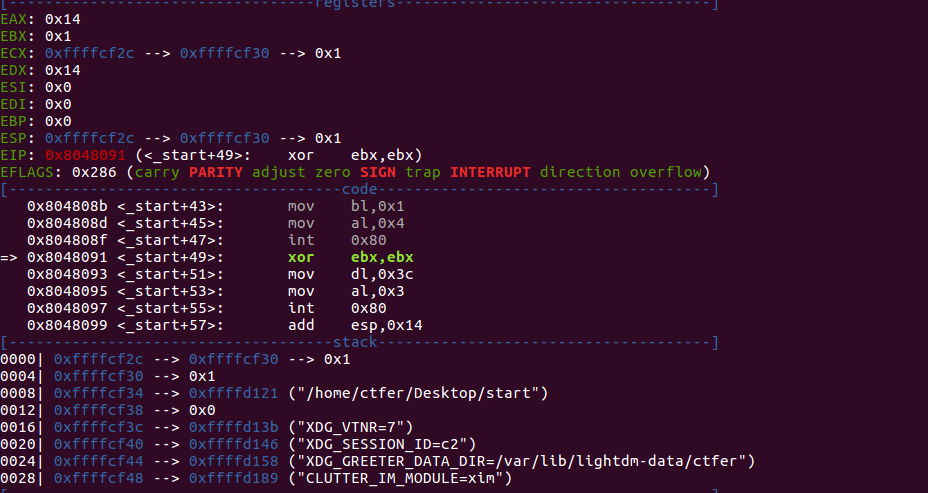 [-------------------------------------registers-----------------------------------]
EAX: 0x14
EBX: 0x1
ECX: 0xffffcf2c --> 0xffffcf30 --> 0x1
EDX: 0x14
ESI: 0x0
EDI: 0x0
EBP: 0x0
ESP: 0xffffcf2c --> 0xffffcf30 --> 0x1
EIP: 0x8048091 (<_start+49>:    xor    ebx,ebx)
EFLAGS: 0x286 (carry PARITY adjust zero SIGN trap INTERRUPT direction overflow)
[----------------------------------------code--------------------------------------]
   0x804808b <_start+43>:       mov    bl,0x1
   0x804808d <_start+45>:       mov    al,0x4
   0x804808f <_start+47>:       int    0x80
=> 0x8048091 <_start+49>:       xor    ebx,ebx
   0x8048093 <_start+51>:       mov    dl,0x3c
   0x8048095 <_start+53>:       mov    al,0x3
   0x8048097 <_start+55>:       int    0x80
   0x8048099 <_start+57>:       add    esp,0x14
[---------------------------------------stack--------------------------------------]
0000| 0xffffcf2c --> 0xffffcf30 --> 0x1
0004| 0xffffcf30 --> 0x1
0008| 0xffffcf34 --> 0xffffd121 ("/home/ctfer/Desktop/start")
0012| 0xffffcf38 --> 0x0
0016| 0xffffcf3c --> 0xffffd13b ("XDG_VTNR=7")
0020| 0xffffcf40 --> 0xffffd146 ("XDG_SESSION_ID=c2")
0024| 0xffffcf44 --> 0xffffd158 ("XDG_GREETER_DATA_DIR=/var/lib/lightdm-data/ctfer")
0028| 0xffffcf48 --> 0xffffd189 ("CLUTTER_IM_MODULE=xim")